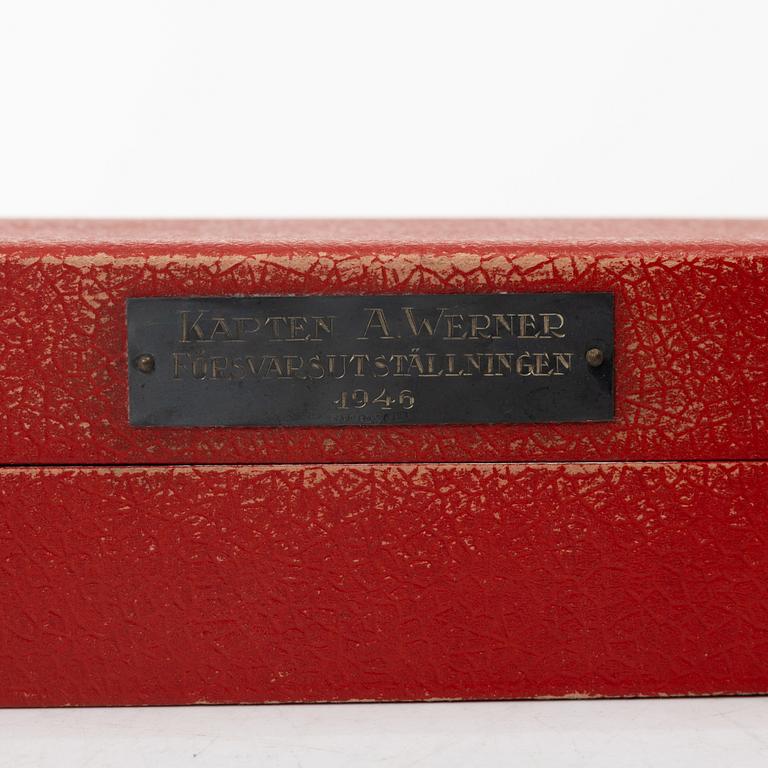 KAPTEN A. WERNER
FÖRSVARSUTSTÄLLNINGEN
1946